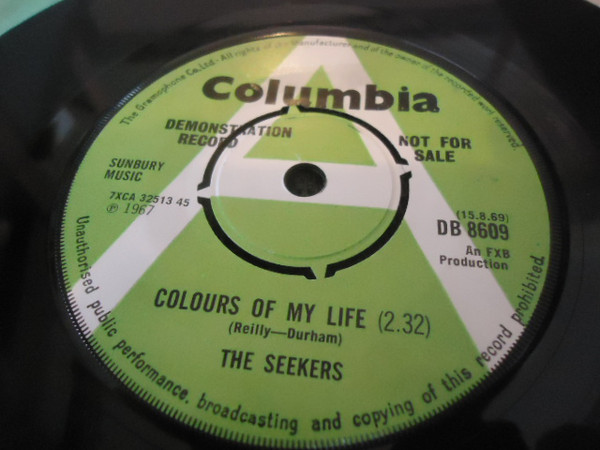 The Gramophone Co. Ltd. All rights of the manufacturer and of the owner of the recorded work reserved.
Columbia
DEMONSTRATION
RECORD
NOT FOR
SALE
A
SUNBURY
MUSIC
7XCA 32513 45
℗ 1967
(15.8.69)
DB 8609
An FXB
Production
COLOURS OF MY LIFE (2.32)
(Reilly—Durham)
THE SEEKERS
Unauthorised public performance, broadcasting and copying of this record prohibited.